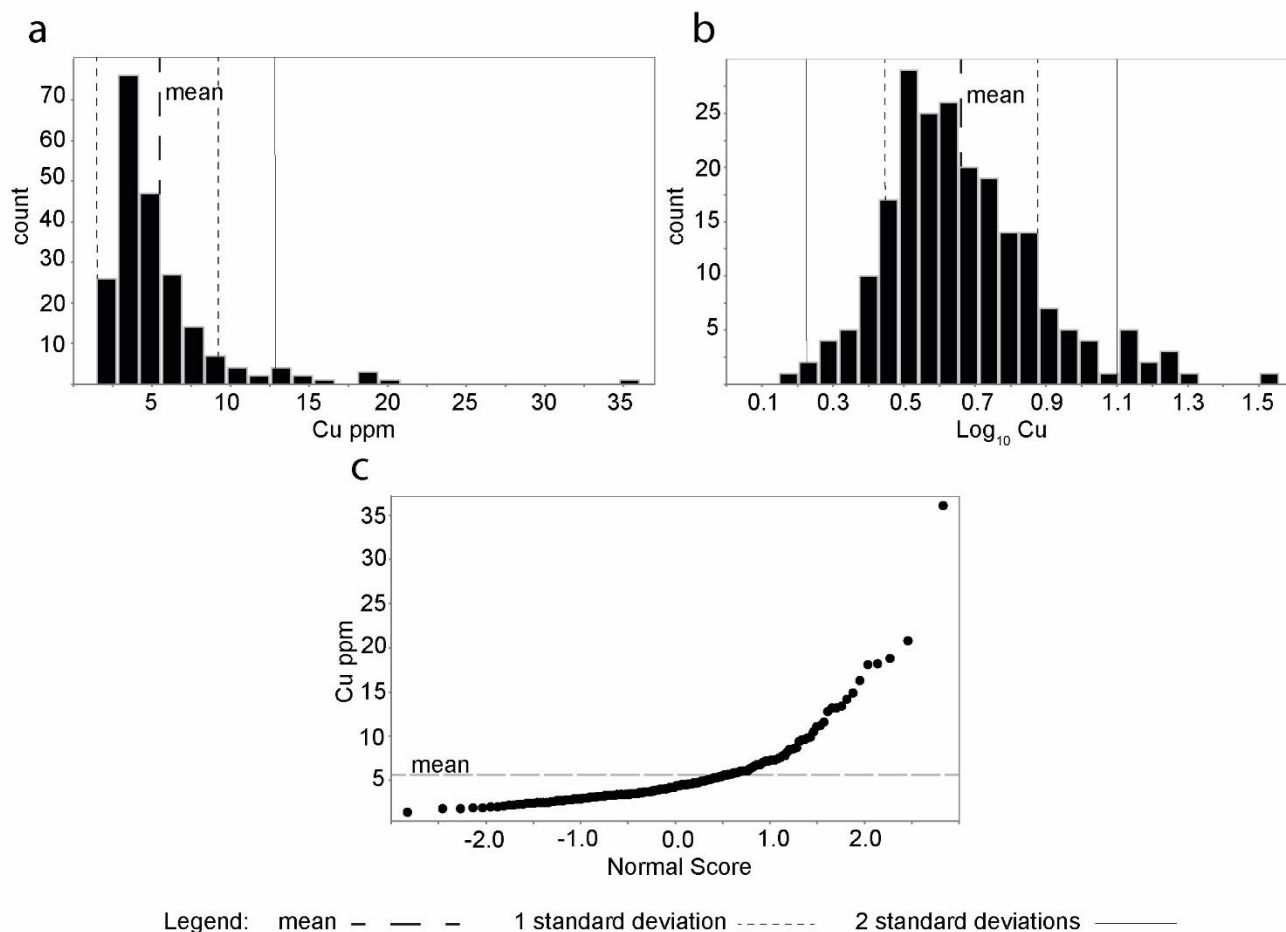 a
70
60
50
40
30
20
10
count
mean
5 10 15 20 25 30 35
Cu ppm
b
25
20
15
10
5
count
mean
0.1 0.3 0.5 0.7 0.9 1.1 1.3 1.5
Log₁₀ Cu
c
35
30
25
20
15
10
5
Cu ppm
mean
-2.0 -1.0 0.0 1.0 2.0
Normal Score
Legend: mean 1 standard deviation 2 standard deviations